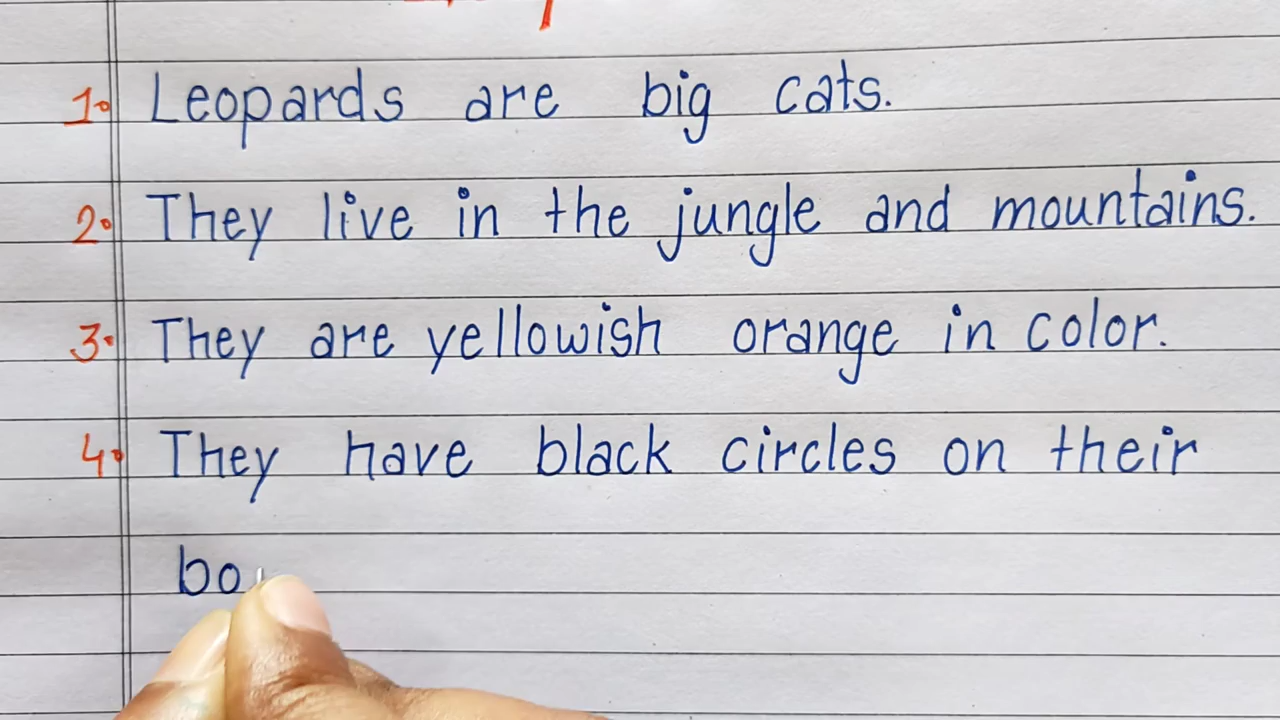 1. Leopards are big cats.
2. They live in the jungle and mountains.
3. They are yellowish orange in color.
4. They have black circles on their
bo